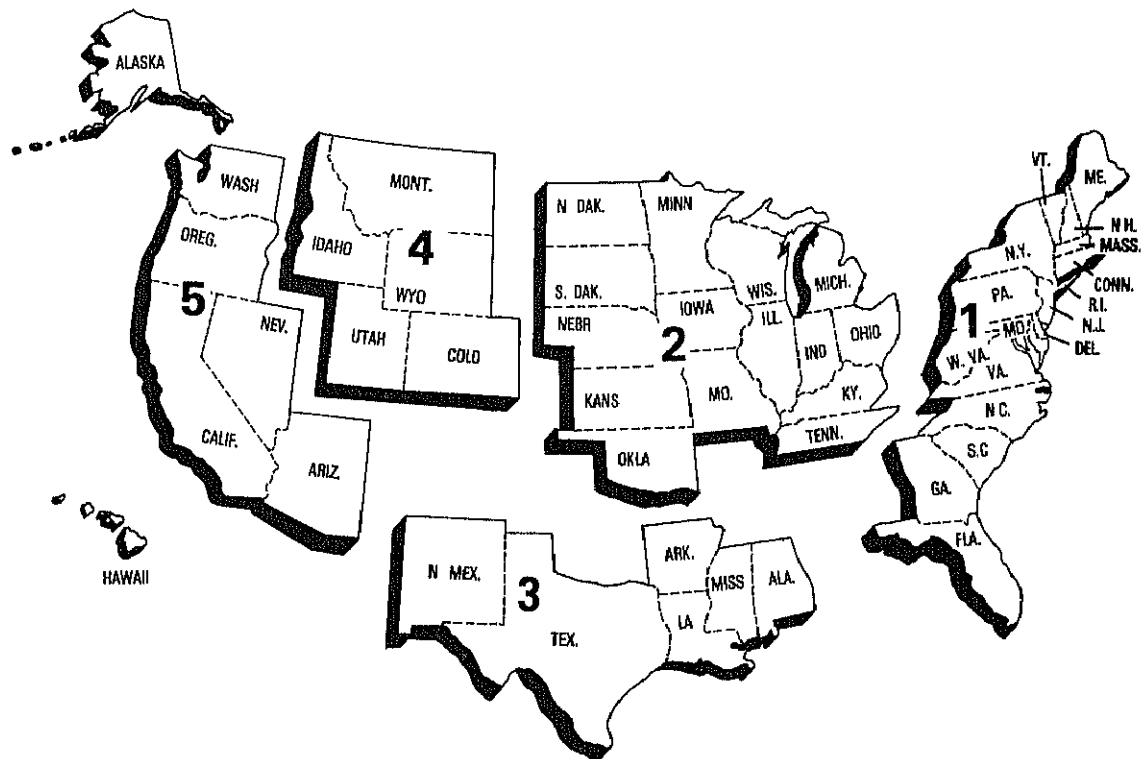 ALASKA
WASH
OREG.
5
NEV.
CALIF.
ARIZ.
HAWAII
MONT.
IDAHO
4
WYO
UTAH
COLO
N DAK.
MINN
S. DAK.
WIS.
MICH.
NEBR
IOWA
ILL.
2
IND
OHIO
KANS
MO.
KY.
TENN.
OKLA
N MEX.
3
TEX.
ARK.
LA
MISS
ALA.
VT.
ME.
N.H.
MASS.
N.Y.
CONN.
R.I.
PA.
N.J.
1
MD.
DEL.
W. VA.
VA.
N C.
S.C
GA.
FLA.